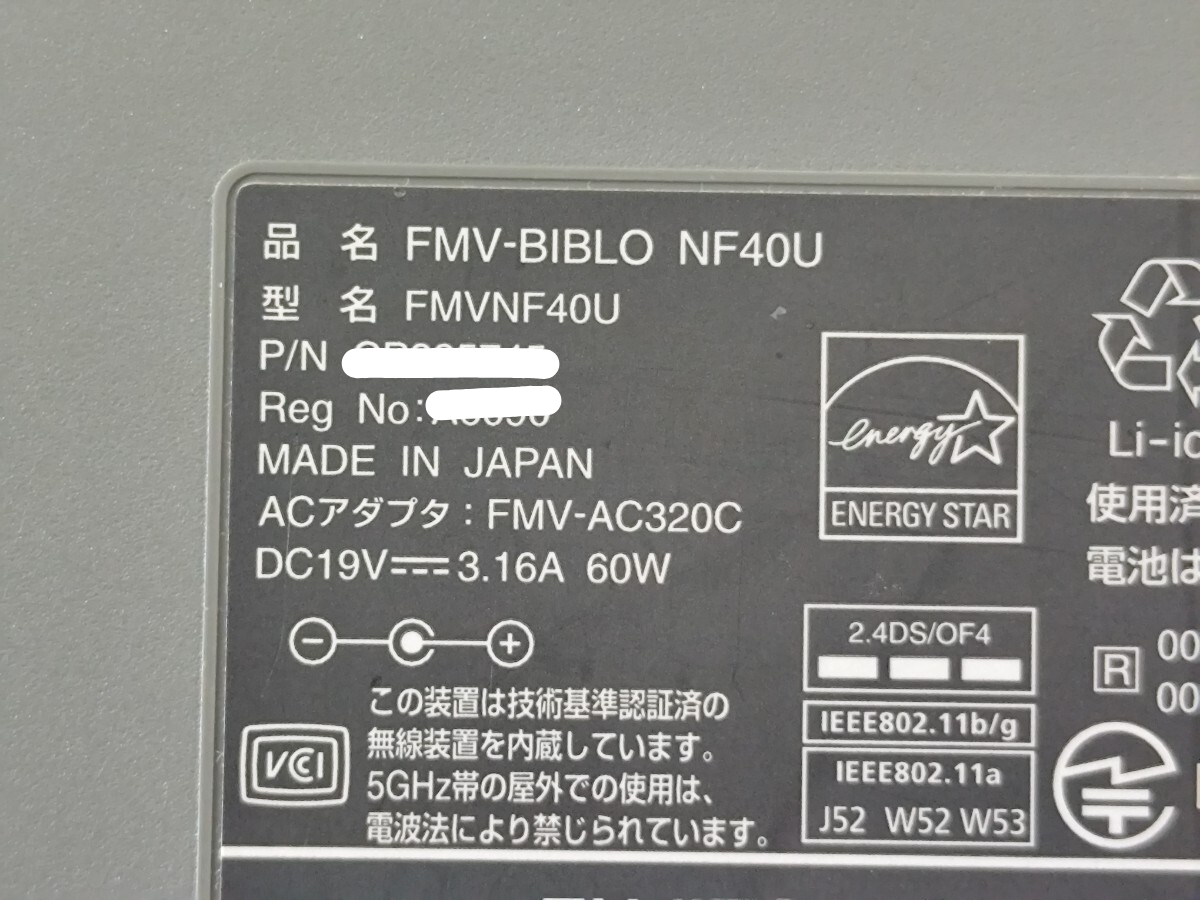 品 名 FMV-BIBLO NF40U
型 名 FMVNF40U
P/N
Reg No:
MADE IN JAPAN
ACアダプタ : FMV-AC320C
DC19V⎓3.16A 60W
energy
ENERGY STAR
Li-io
使用済
電池は
2.4DS/OF4
IEEE802.11b/g
IEEE802.11a
J52 W52 W53
R 00
00
VCCI
この装置は技術基準認証済の
無線装置を内蔵しています。
5GHz帯の屋外での使用は、
電波法により禁じられています。